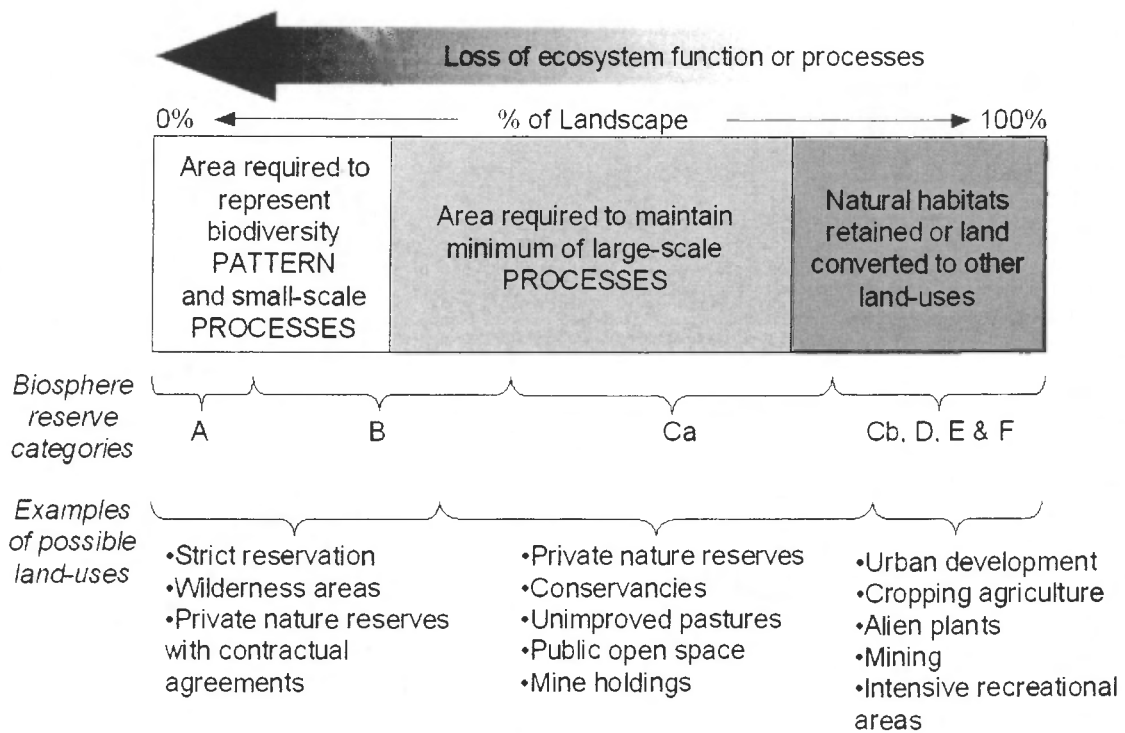 Loss of ecosystem function or processes
0% % of Landscape 100%
Area required to
represent
biodiversity
PATTERN
and small-scale
PROCESSES
Area required to maintain
minimum of large-scale
PROCESSES
Natural habitats
retained or land
converted to other
land-uses
Biosphere
reserve
categories
A
B
Ca
Cb, D, E & F
Examples
of possible
land-uses
•Strict reservation
•Wilderness areas
•Private nature reserves
with contractual
agreements
•Private nature reserves
•Conservancies
•Unimproved pastures
•Public open space
•Mine holdings
•Urban development
•Cropping agriculture
•Alien plants
•Mining
•Intensive recreational
areas